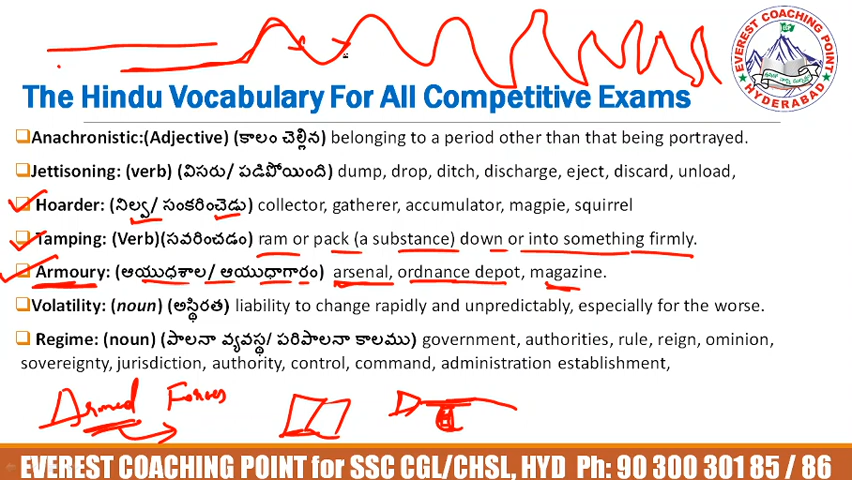 EVEREST COACHING POINT
HYDERABAD
The Hindu Vocabulary For All Competitive Exams
Anachronistic:(Adjective) (కాలం చెల్లిన) belonging to a period other than that being portrayed.
Jettisoning: (verb) (విసరు/ పడిపోయింది) dump, drop, ditch, discharge, eject, discard, unload,
Hoarder: (నిల్వ/ సంకరించెడు) collector, gatherer, accumulator, magpie, squirrel
Tamping: (Verb)(సవరించడం) ram or pack (a substance) down or into something firmly.
Armoury: (ఆయుధశాల/ ఆయుధాగారం) arsenal, ordnance depot, magazine.
Volatility: (noun) (అస్థిరత) liability to change rapidly and unpredictably, especially for the worse.
Regime: (noun) (పాలనా వ్యవస్థ/ పరిపాలనా కాలము) government, authorities, rule, reign, ominion,
sovereignty, jurisdiction, authority, control, command, administration establishment,
Armed Forces
EVEREST COACHING POINT for SSC CGL/CHSL, HYD Ph: 90 300 301 85 / 86